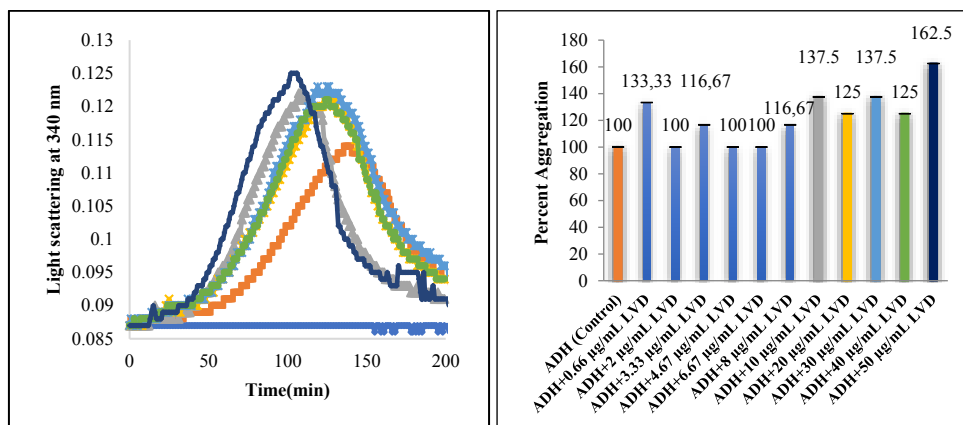 Light scattering at 340 nm
0.13
0.125
0.12
0.115
0.11
0.105
0.1
0.095
0.09
0.085
0
50
100
150
200
Time(min)
Percent Aggregation
180
160
140
120
100
80
60
40
20
0
100
133,33
100
116,67
100
100
116,67
137.5
125
137.5
125
162.5
ADH (Control)
ADH+0.66 µg/mL LVD
ADH+2 µg/mL LVD
ADH+3.33 µg/mL LVD
ADH+4.67 µg/mL LVD
ADH+6.67 µg/mL LVD
ADH+8 µg/mL LVD
ADH+10 µg/mL LVD
ADH+20 µg/mL LVD
ADH+30 µg/mL LVD
ADH+40 µg/mL LVD
ADH+50 µg/mL LVD